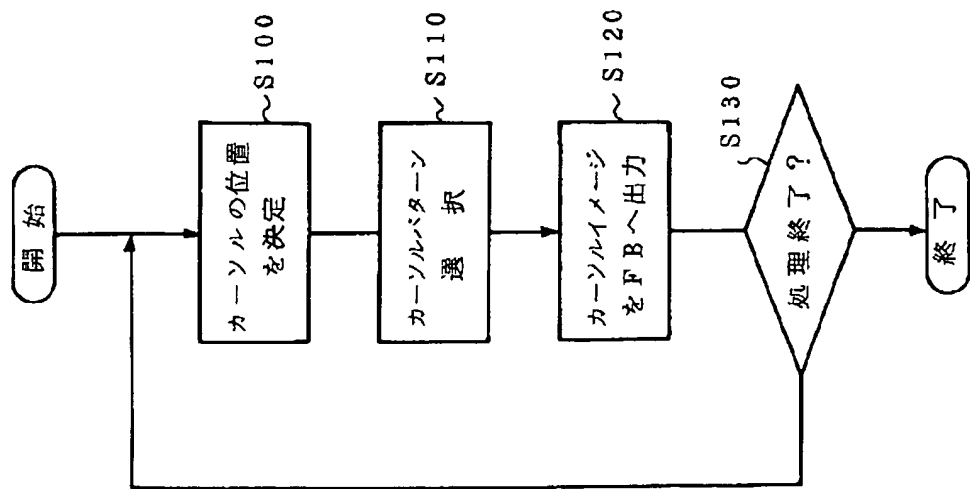 開始
カーソルの位置
を決定
S100
カーソルパターン
選択
S110
カーソルイメージ
をFBへ出力
S120
処理終了?
S130
終了